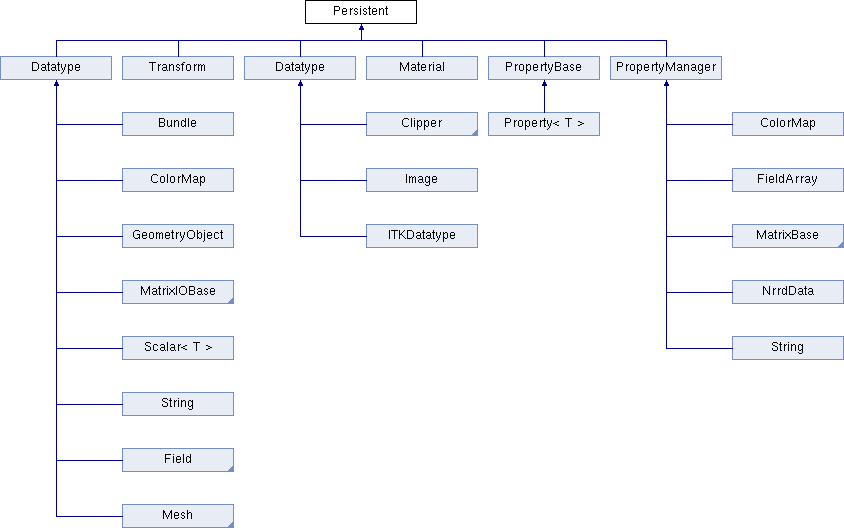 Persistent
Datatype Transform Datatype Material PropertyBase PropertyManager
Bundle Clipper Property< T > ColorMap
ColorMap Image FieldArray
GeometryObject ITKDatatype MatrixBase
MatrixIOBase NrrdData
Scalar< T > String
String
Field
Mesh